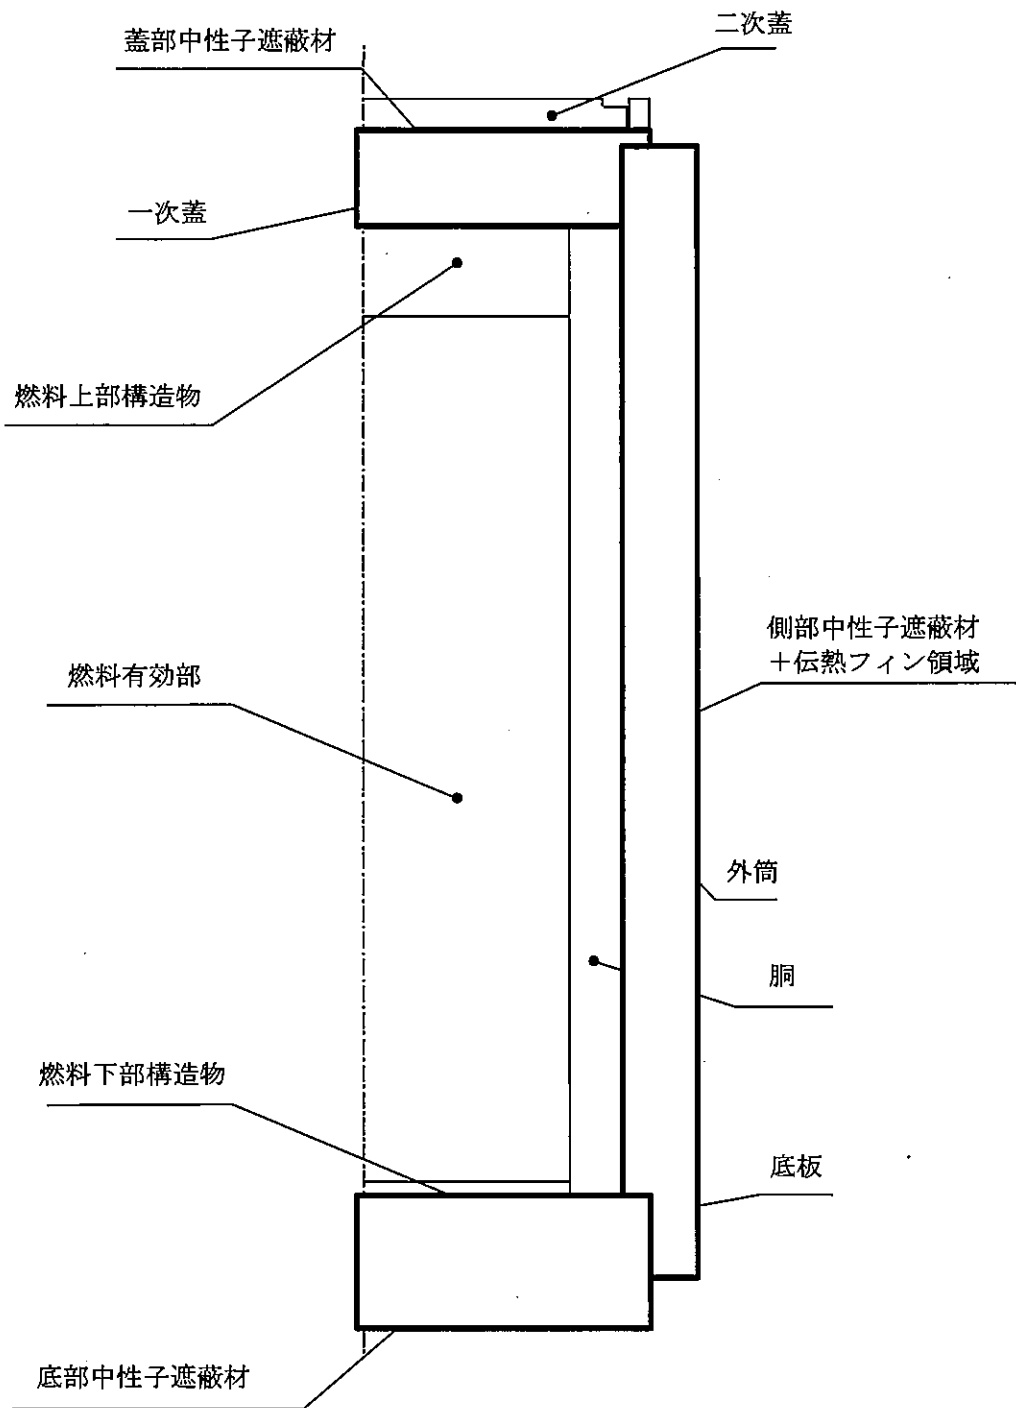 二次蓋
蓋部中性子遮蔽材
一次蓋
燃料上部構造物
側部中性子遮蔽材
＋伝熱フィン領域
燃料有効部
外筒
胴
燃料下部構造物
底板
底部中性子遮蔽材